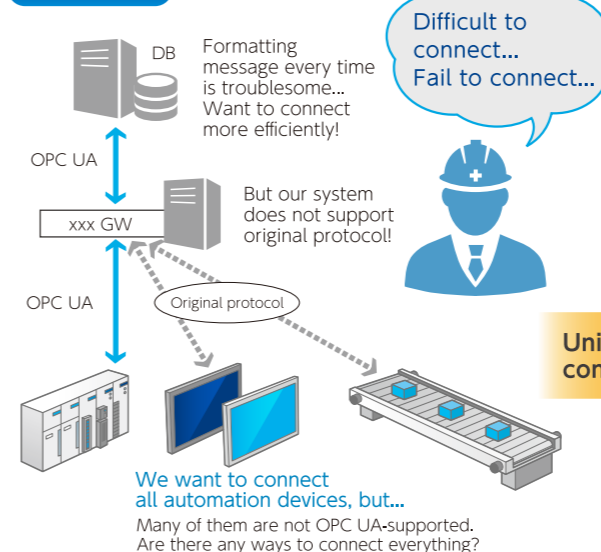 Difficult to
connect...
Fail to connect...
DB
Formatting
message every time
is troublesome...
Want to connect
more efficiently!
OPC UA
xxx GW
But our system
does not support
original protocol!
OPC UA
Original protocol
We want to connect
all automation devices, but...
Many of them are not OPC UA-supported.
Are there any ways to connect everything?